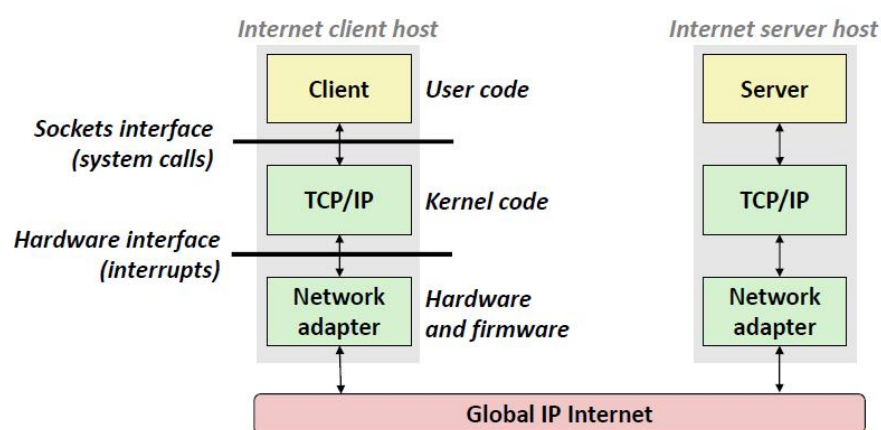 Internet client host
Internet server host
Client
User code
Server
Sockets interface
(system calls)
TCP/IP
Kernel code
TCP/IP
Hardware interface
(interrupts)
Network
adapter
Hardware
and firmware
Network
adapter
Global IP Internet